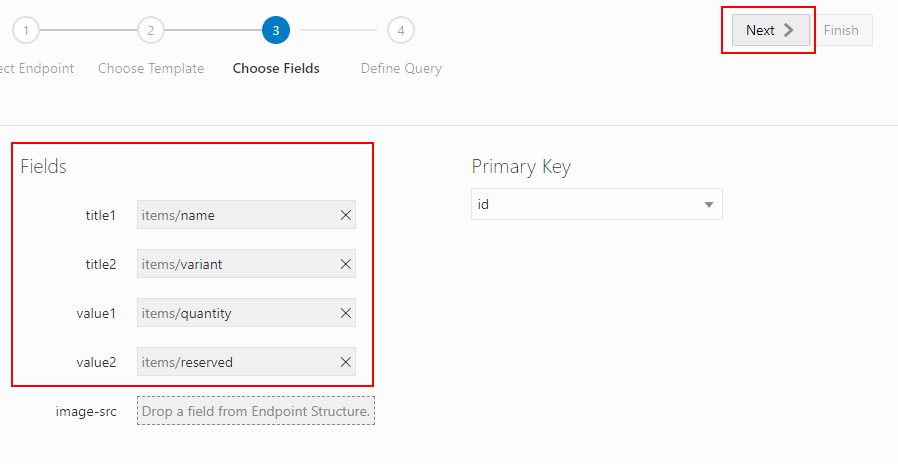 1 2 3 4 Next Finish
ct Endpoint Choose Template Choose Fields Define Query
Fields Primary Key
title1 items/name id
title2 items/variant
value1 items/quantity
value2 items/reserved
image-src Drop a field from Endpoint Structure.